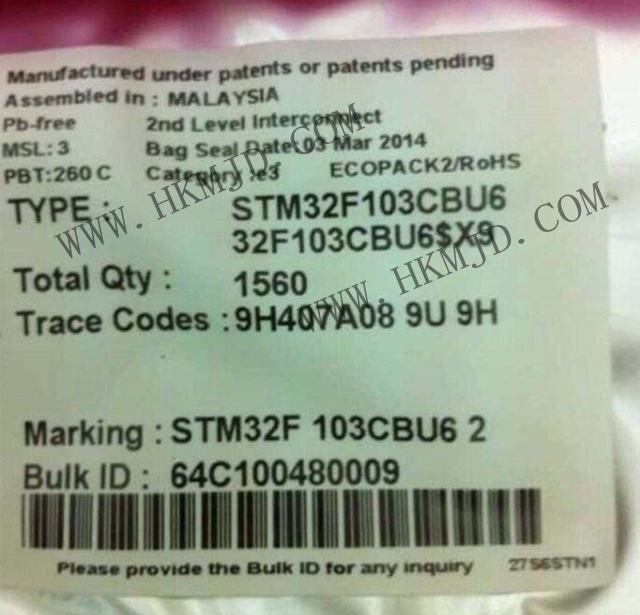 Manufactured under patents or patents pending
Assembled in : MALAYSIA
Pb-free 2nd Level Interconnect
MSL: 3 Bag Seal Date: 03 Mar 2014
PBT:260 C Category :e3 ECOPACK2/RoHS
TYPE : STM32F103CBU6
32F103CBU6$X9
Total Qty : 1560
Trace Codes : 9H407A08 9U 9H
Marking : STM32F 103CBU6 2
Bulk ID : 64C100480009
Please provide the Bulk ID for any inquiry 27S6STN1
WWW. HKMJD. COM
WWW. HKMJD. COM